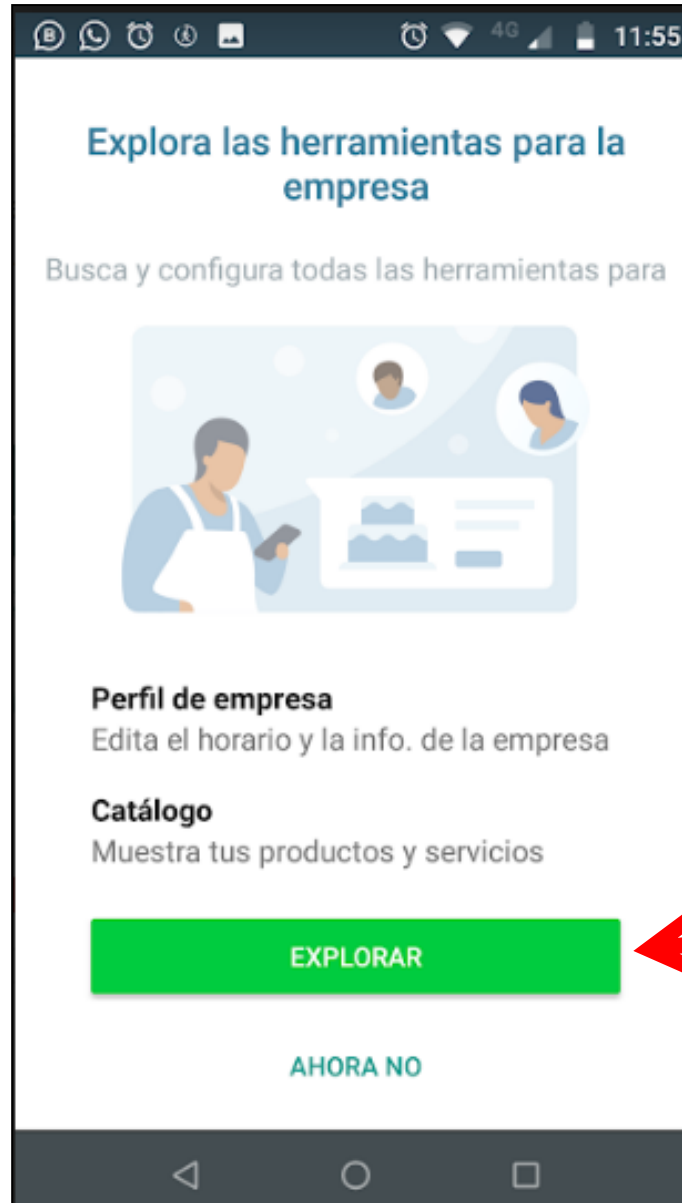 4G 11:55
Explora las herramientas para la
empresa
Busca y configura todas las herramientas para
Perfil de empresa
Edita el horario y la info. de la empresa
Catálogo
Muestra tus productos y servicios
EXPLORAR
AHORA NO